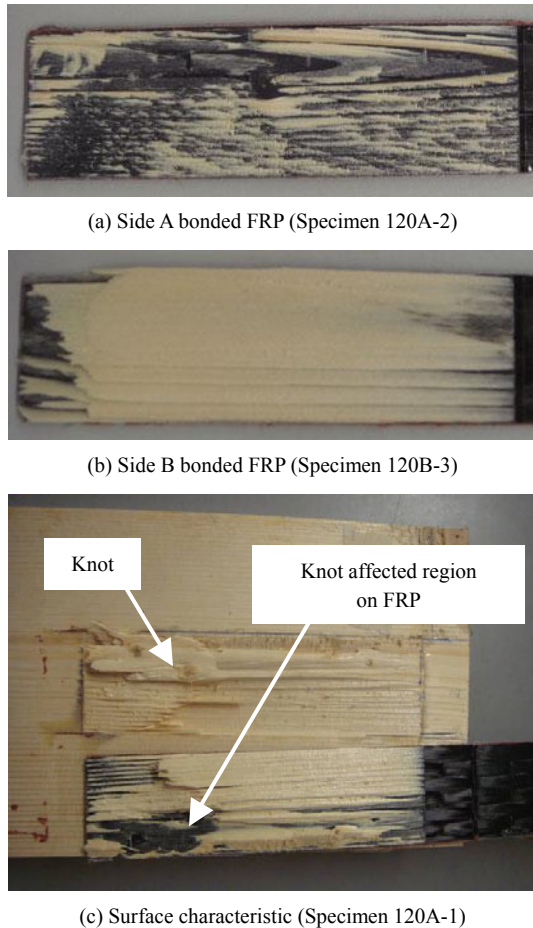 (a) Side A bonded FRP (Specimen 120A-2)
(b) Side B bonded FRP (Specimen 120B-3)
Knot
Knot affected region
on FRP
(c) Surface characteristic (Specimen 120A-1)